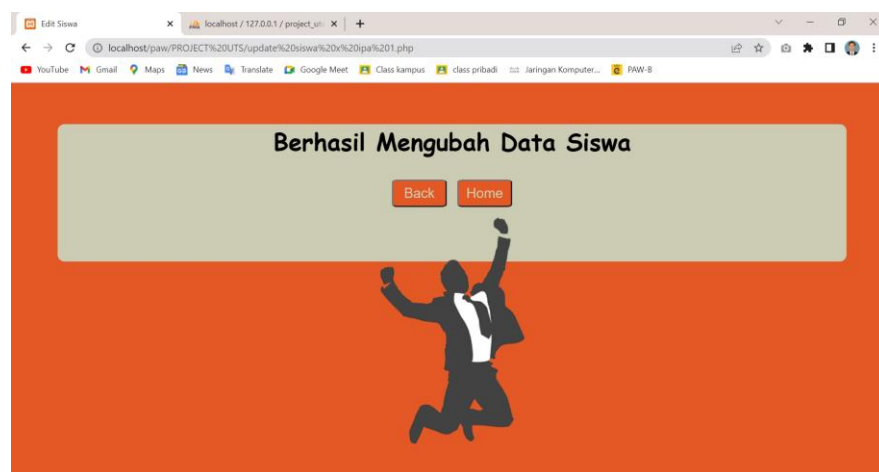 Edit Siswa
localhost / 127.0.0.1 / project_uts
localhost/paw/PROJECT%20UTS/update%20siswa%20x%20ipa%201.php
YouTube Gmail Maps News Translate Google Meet Class kampus class pribadi Jaringan Komputer... PAW-B
Berhasil Mengubah Data Siswa
Back Home